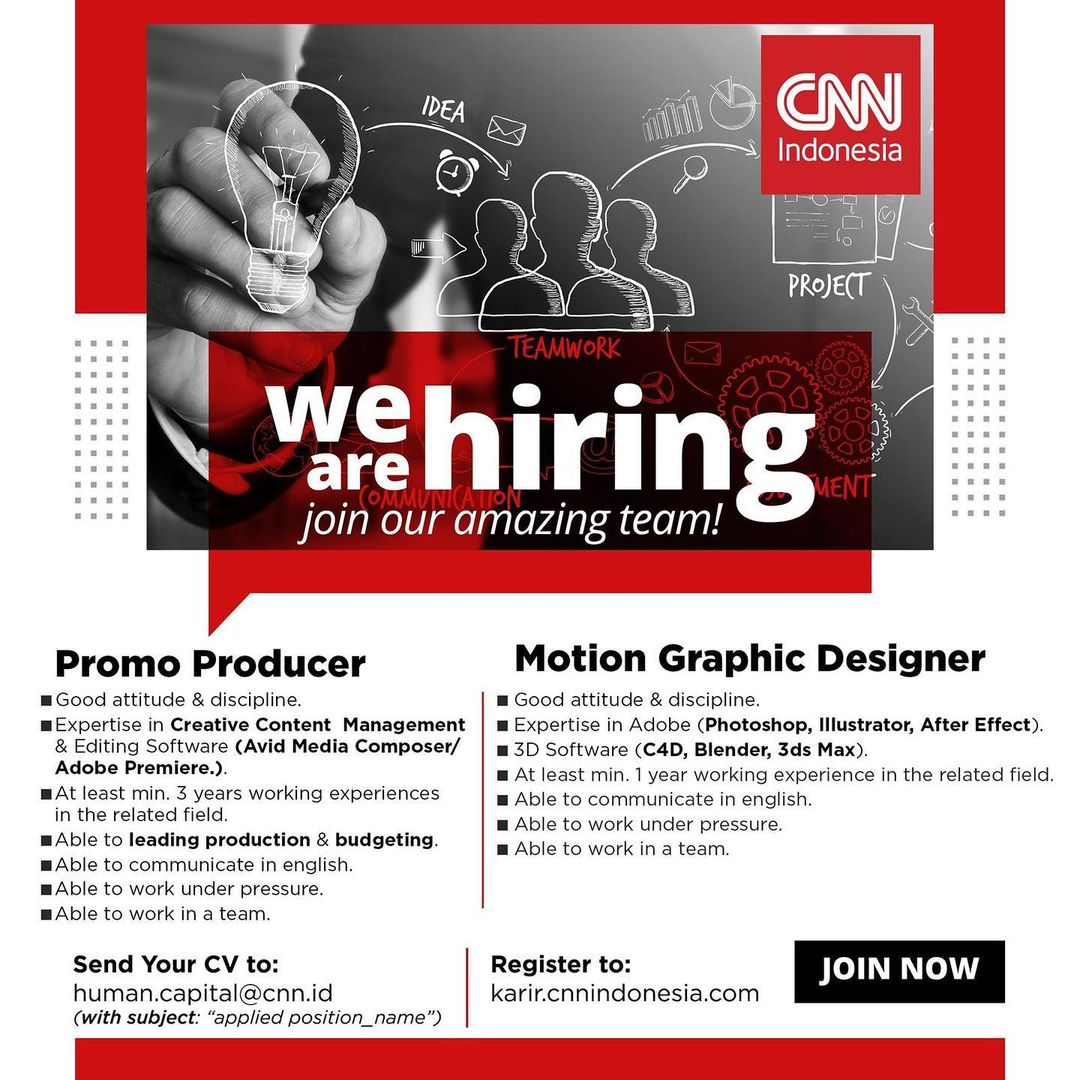 CNN
Indonesia
IDEA
PROJECT
TEAMWORK
we
are hiring
COMMUNICATION
join our amazing team!
Promo Producer
■ Good attitude & discipline.
■ Expertise in Creative Content Management
& Editing Software (Avid Media Composer/
Adobe Premiere.).
■ At least min. 3 years working experiences
in the related field.
■ Able to leading production & budgeting.
■ Able to communicate in english.
■ Able to work under pressure.
■ Able to work in a team.
Motion Graphic Designer
■ Good attitude & discipline.
■ Expertise in Adobe (Photoshop, Illustrator, After Effect).
■ 3D Software (C4D, Blender, 3ds Max).
■ At least min. 1 year working experience in the related field.
■ Able to communicate in english.
■ Able to work under pressure.
■ Able to work in a team.
Send Your CV to:
human.capital@cnn.id
(with subject: “applied position_name”)
Register to:
karir.cnnindonesia.com
JOIN NOW